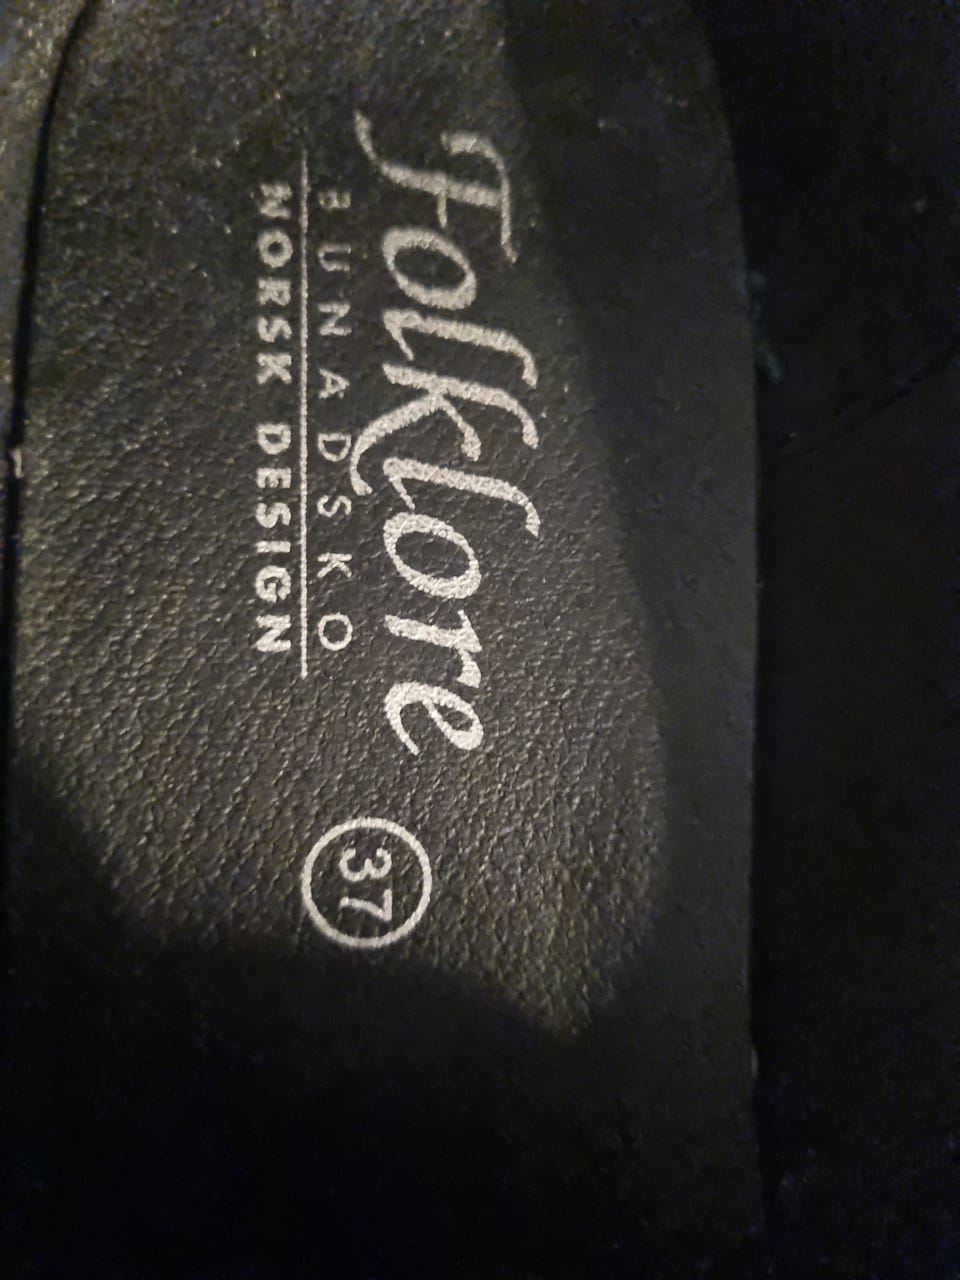 Folklore
BUNADSKO
NORSK DESIGN
37